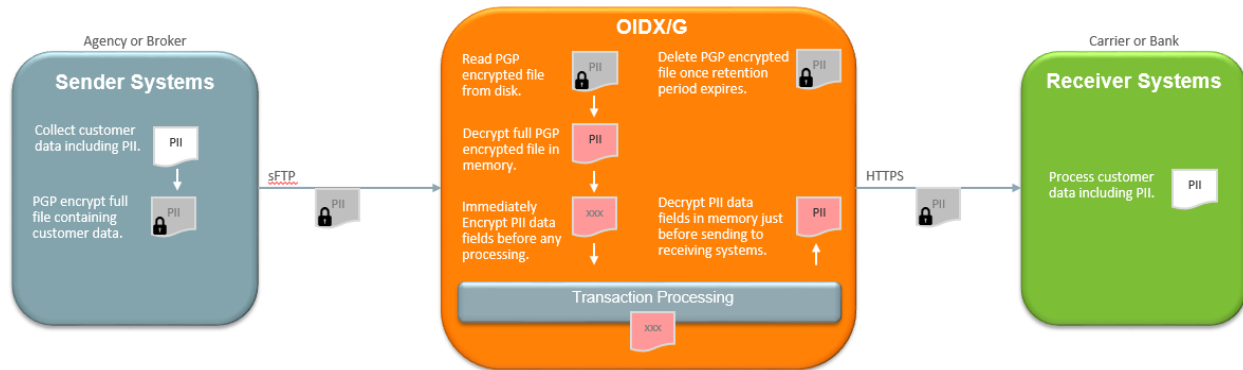 Agency or Broker
Sender Systems
Collect customer
data including PII.
PII
PGP encrypt full
file containing
customer data.
PII
sFTP
PII
OIDX/G
Read PGP
encrypted file
from disk.
PII
Decrypt full PGP
encrypted file in
memory.
PII
Immediately
Encrypt PII data
fields before any
processing.
xxx
Delete PGP encrypted
file once retention
period expires.
PII
Decrypt PII data
fields in memory just
before sending to
receiving systems.
PII
Transaction Processing
xxx
HTTPS
PII
Carrier or Bank
Receiver Systems
Process customer
data including PII.
PII